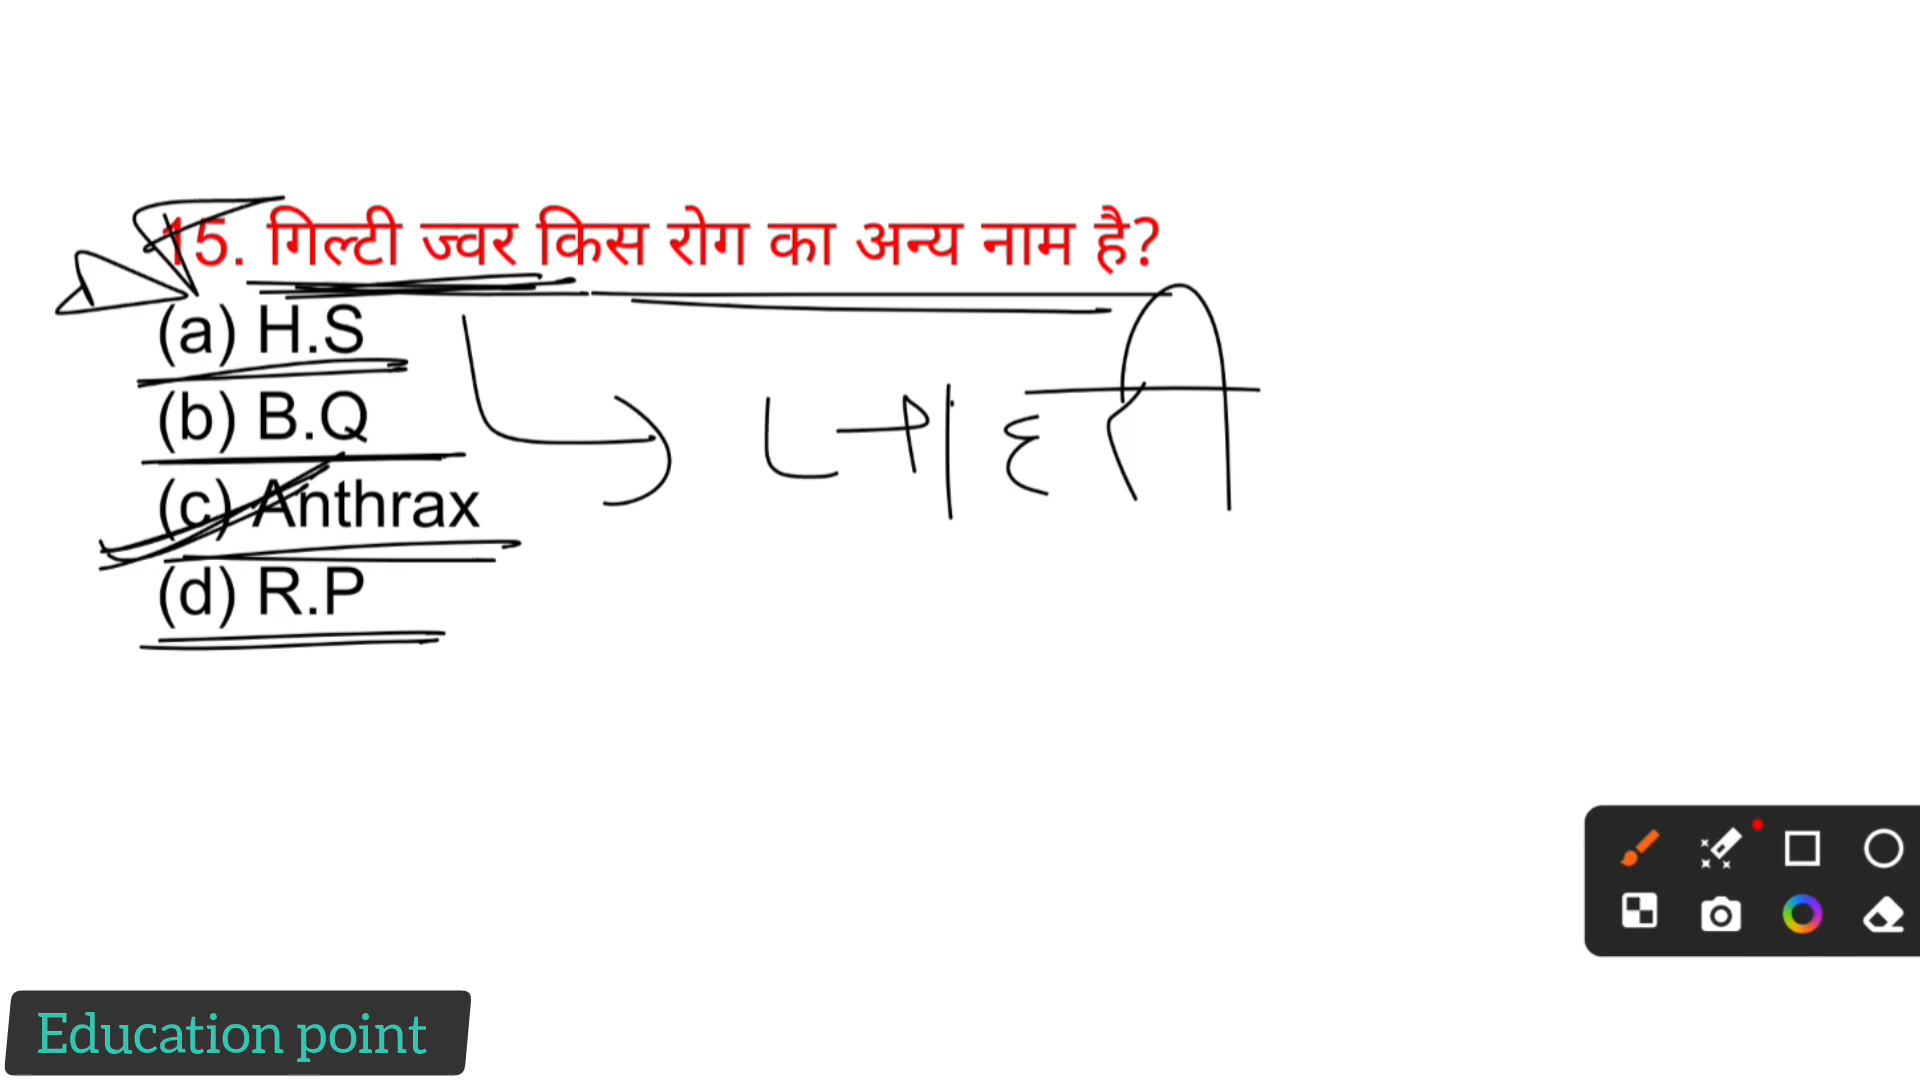 15. गिल्टी ज्वर किस रोग का अन्य नाम है?
(a) H.S
(b) B.Q
(c) Anthrax
(d) R.P
Education point